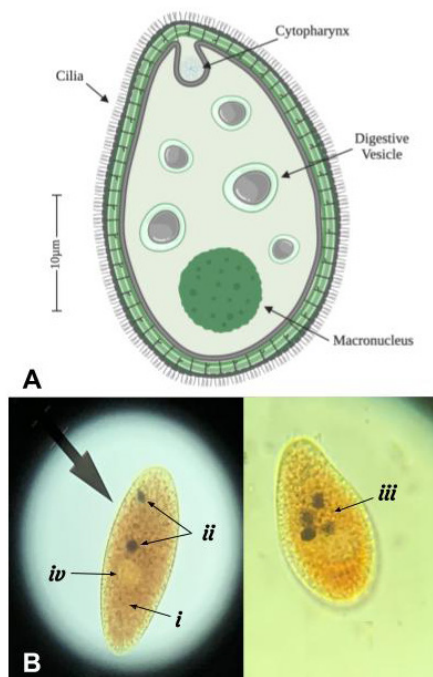 Cytopharynx
Cilia
Digestive
Vesicle
10μm
Macronucleus
A
ii
iii
iv
i
B